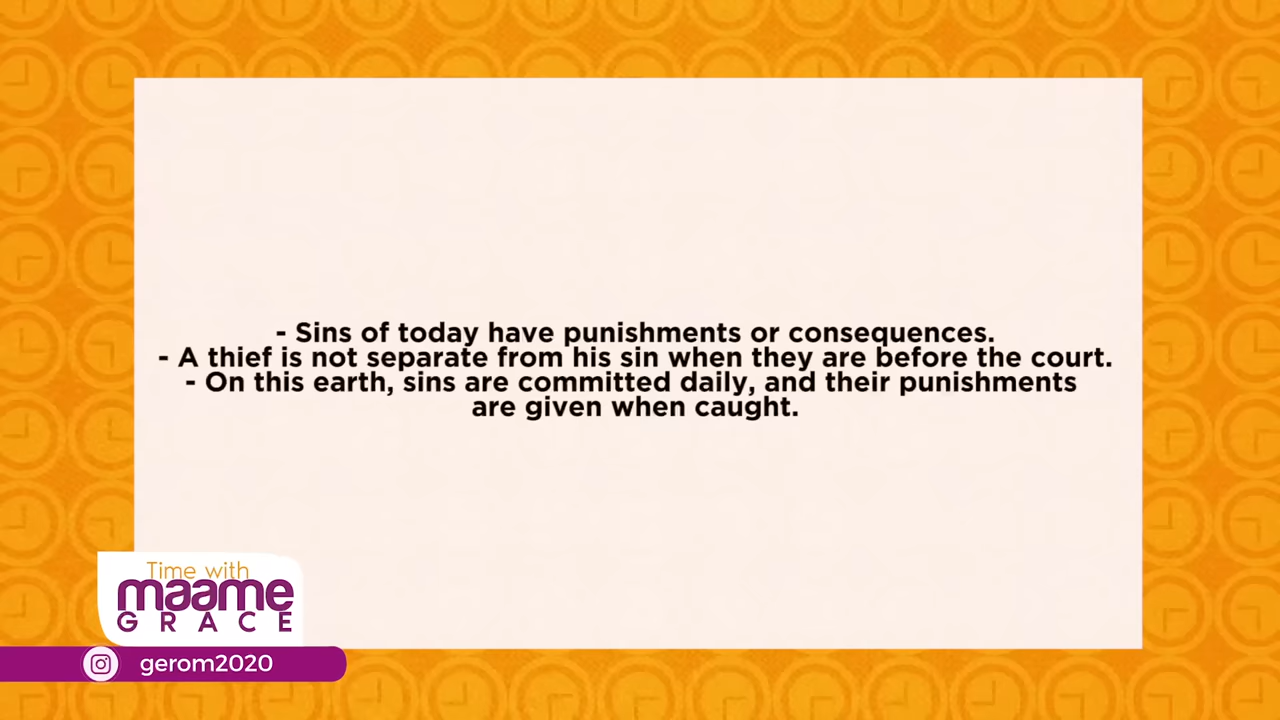 - Sins of today have punishments or consequences.
- A thief is not separate from his sin when they are before the court.
- On this earth, sins are committed daily, and their punishments
are given when caught.
Time with
maame
GRACE
gerom2020